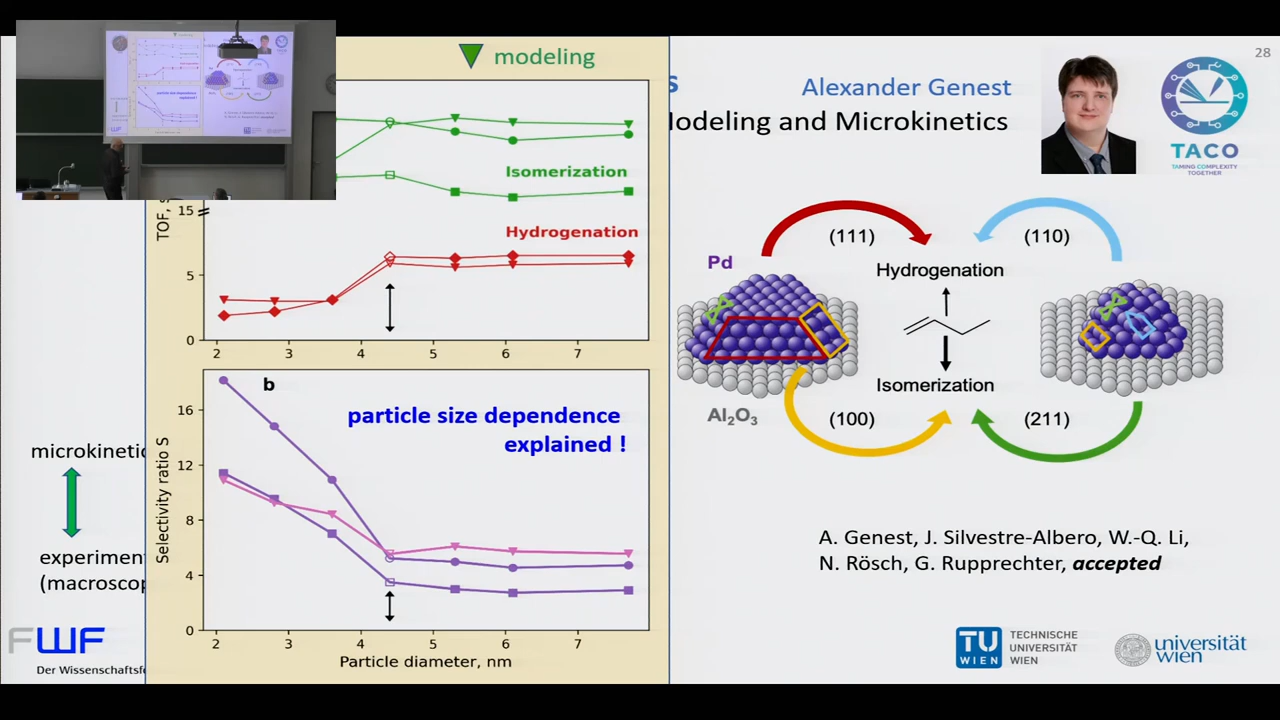 modeling
28
S
Alexander Genest
Modeling and Microkinetics
TACO
TAMING COMPLEXITY
TOGETHER
TOF, s
Isomerization
15
Hydrogenation
5
0
2 3 4 5 6 7
b
particle size dependence
explained !
Selectivity ratio S
16
12
8
4
0
2 3 4 5 6 7
Particle diameter, nm
microkinetic
experiment
(macroscop
FWF
Der Wissenschaftsf
(111)
(110)
Pd
Hydrogenation
Isomerization
Al₂O₃
(100)
(211)
A. Genest, J. Silvestre-Albero, W.-Q. Li,
N. Rösch, G. Rupprechter, accepted
TU
WIEN
TECHNISCHE
UNIVERSITÄT
WIEN
universität
wien